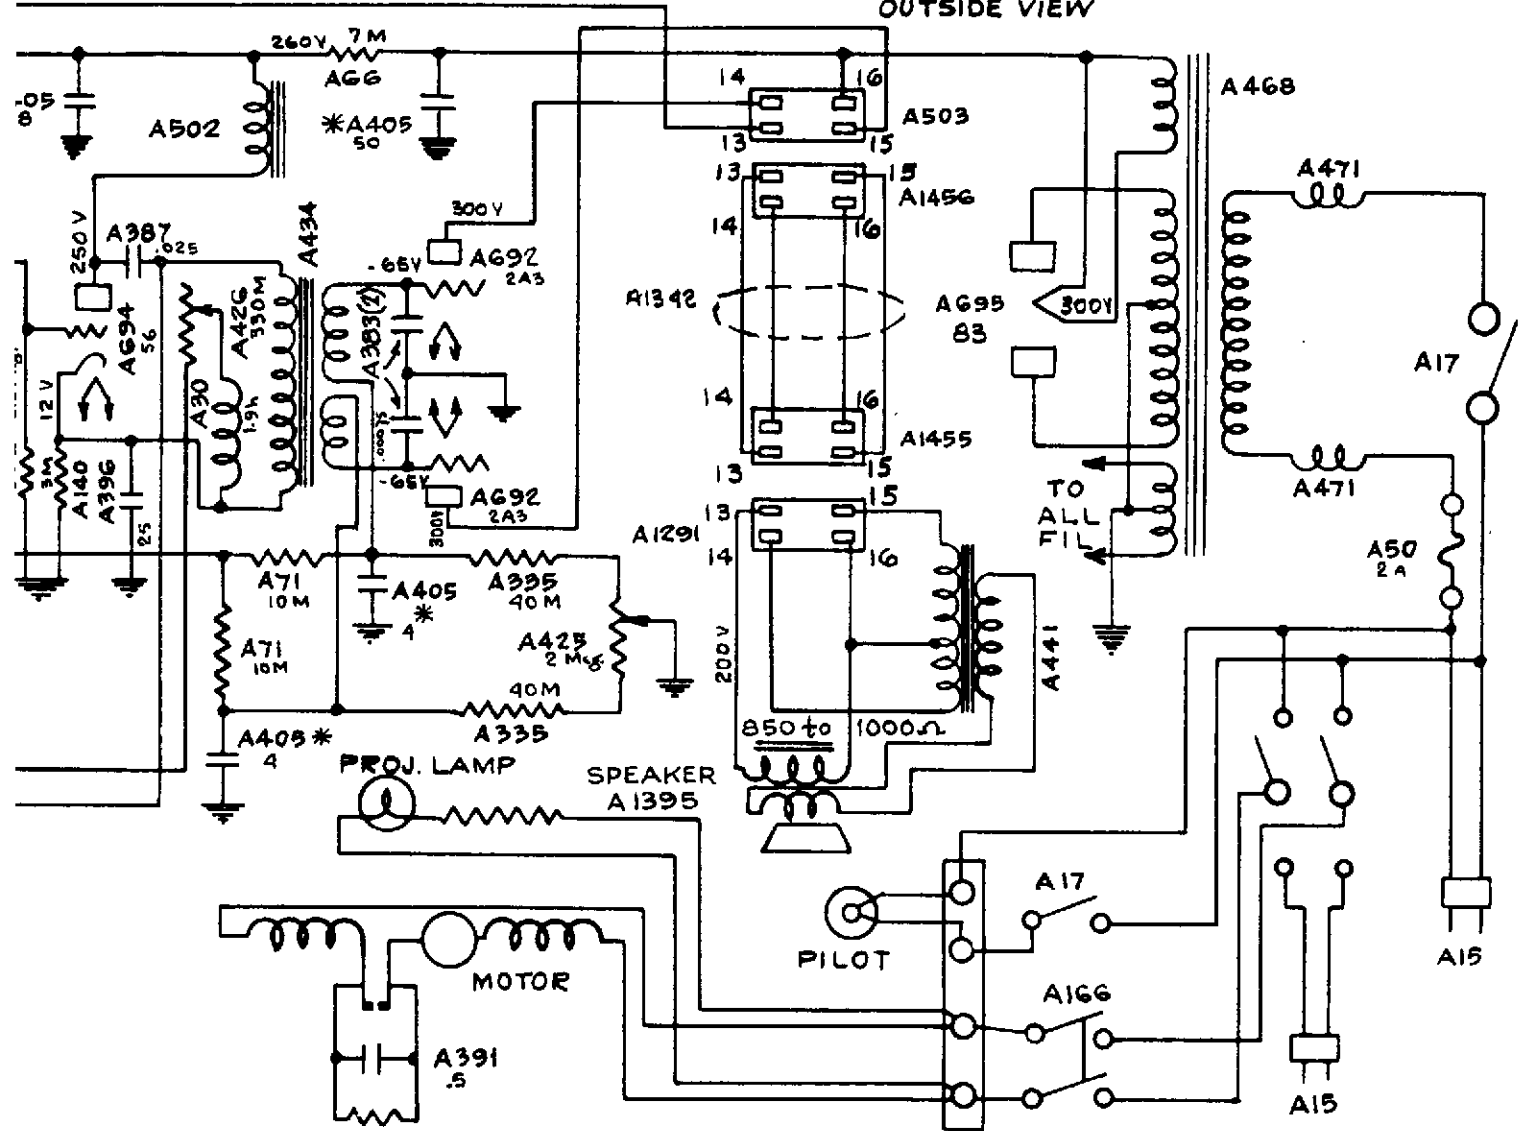 OUTSIDE VIEW
260V
7M
A66
14
16
A468
.05
8
A502
*A405
50
A503
13
15
A471
13
15
A1456
300V
14
16
250V
A387
.025
A434
-.65V
A692
2A3
A1342
A695
83
300V
A694
56
A426
330M
A383(2)
A17
12V
A30
1.9h
14
16
.00075
A1455
13
15
3M
A140
A396
25
-.65V
A692
2A3
300V
TO
ALL
FIL
A471
13
15
A1291
14
16
A50
2A
A71
10M
A405
4*
A335
40M
200V
A441
A71
10M
A425
2 Meg.
40M
A335
850 to 1000Ω
A405*
4
PROJ. LAMP
SPEAKER
A1395
A17
PILOT
MOTOR
A15
A166
A391
.5
A15